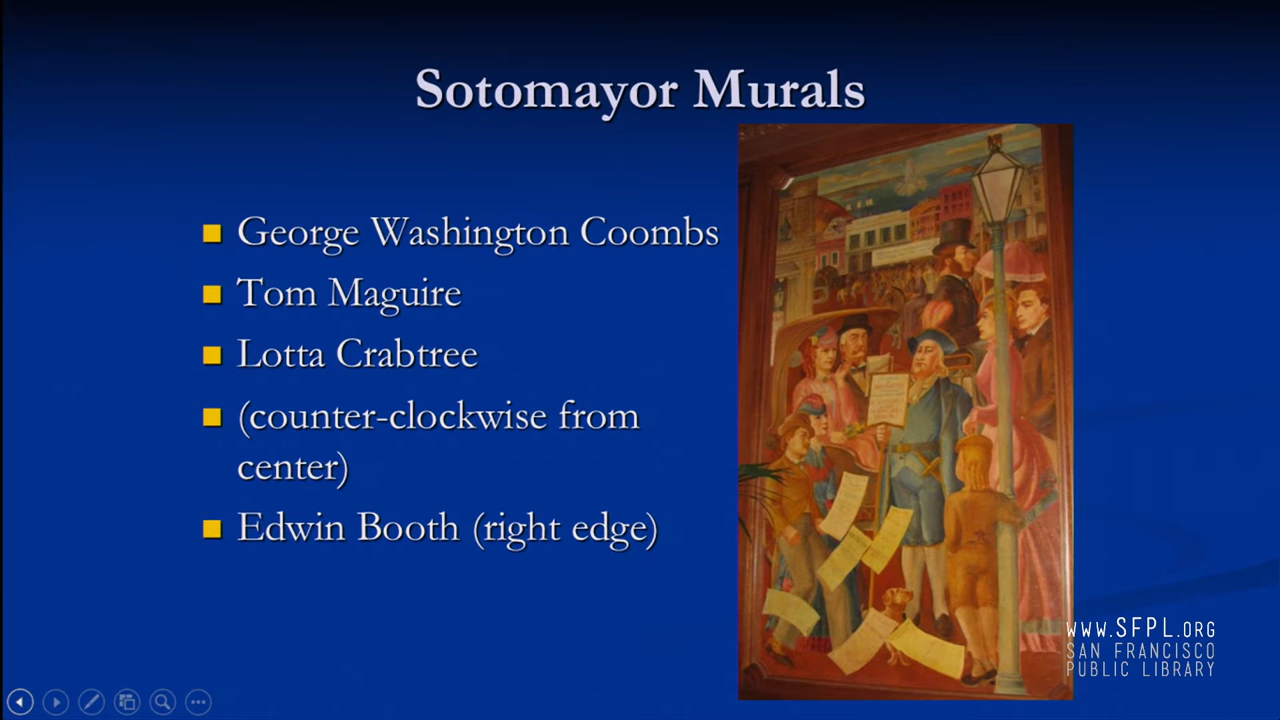 Sotomayor Murals
George Washington Coombs
Tom Maguire
Lotta Crabtree
(counter-clockwise from
center)
Edwin Booth (right edge)
www.SFPL.ORG
SAN FRANCISCO
PUBLIC LIBRARY